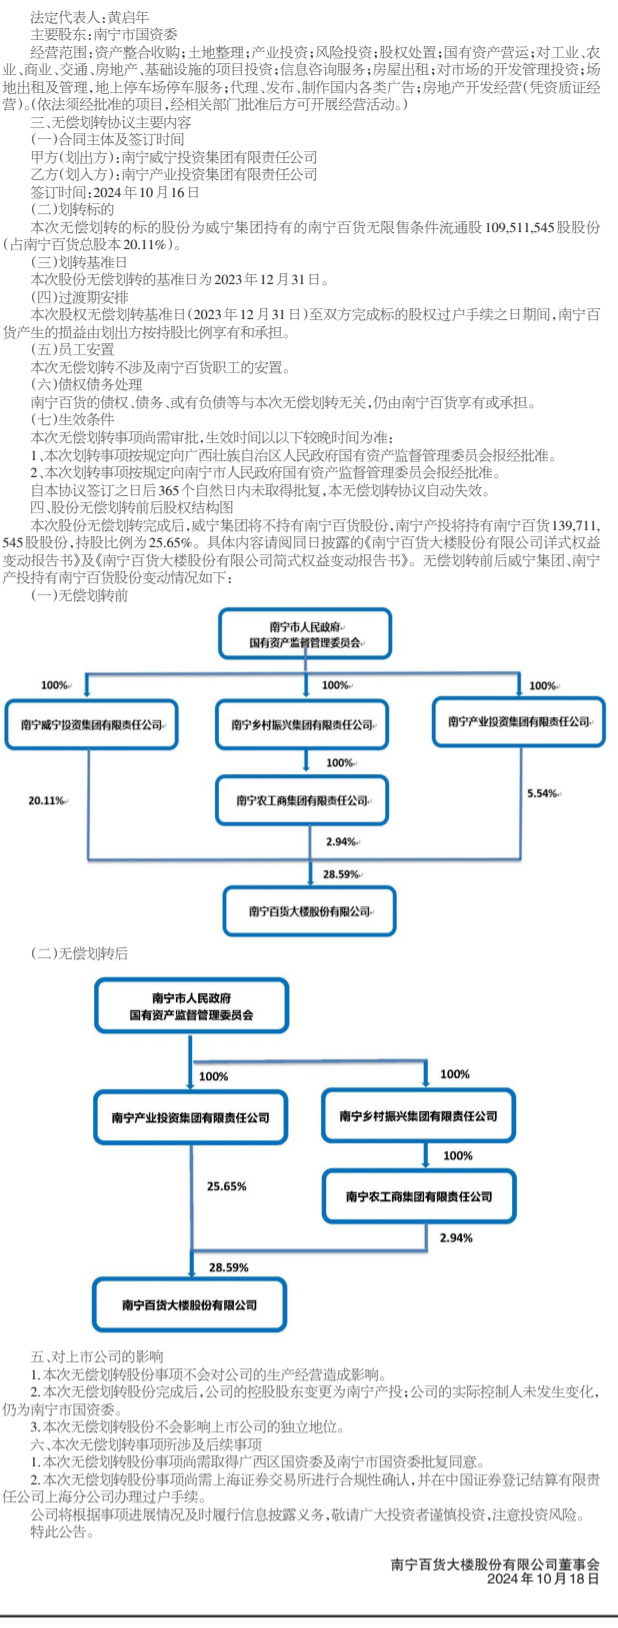 法定代表人:黄启年
主要股东:南宁市国资委
经营范围:资产整合收购;土地整理;产业投资;风险投资;股权处置;国有资产营运;对工业、农
业、商业、交通、房地产、基础设施的项目投资;信息咨询服务;房屋出租;对市场的开发管理投资;场
地出租及管理,地上停车场停车服务;代理、发布、制作国内各类广告;房地产开发经营(凭资质证经
营)。(依法须经批准的项目,经相关部门批准后方可开展经营活动。)
三、无偿划转协议主要内容
(一)合同主体及签订时间
甲方(划出方):南宁威宁投资集团有限责任公司
乙方(划入方):南宁产业投资集团有限责任公司
签订时间:2024年10月16日
(二)划转标的
本次无偿划转的标的股份为威宁集团持有的南宁百货无限售条件流通股109,511,545股股份
(占南宁百货总股本20.11%)。
(三)划转基准日
本次股份无偿划转的基准日为2023年12月31日。
(四)过渡期安排
本次股权无偿划转基准日(2023年12月31日)至双方完成标的股权过户手续之日期间,南宁百
货产生的损益由划出方按持股比例享有和承担。
(五)员工安置
本次无偿划转不涉及南宁百货职工的安置。
(六)债权债务处理
南宁百货的债权、债务、或有负债等与本次无偿划转无关,仍由南宁百货享有或承担。
(七)生效条件
本次无偿划转事项尚需审批,生效时间以以下较晚时间为准:
1、本次划转事项按规定向广西壮族自治区人民政府国有资产监督管理委员会报经批准。
2、本次划转事项按规定向南宁市人民政府国有资产监督管理委员会报经批准。
自本协议签订之日后365个自然日内未取得批复,本无偿划转协议自动失效。
四、股份无偿划转前后股权结构图
本次股份无偿划转完成后,威宁集团将不持有南宁百货股份,南宁产投将持有南宁百货139,711,
545股股份,持股比例为25.65%。具体内容请阅同日披露的《南宁百货大楼股份有限公司详式权益
变动报告书》及《南宁百货大楼股份有限公司简式权益变动报告书》。无偿划转前后威宁集团、南宁
产投持有南宁百货股份变动情况如下:
(一)无偿划转前
南宁市人民政府
国有资产监督管理委员会
100%
100%
100%
南宁威宁投资集团有限责任公司
南宁乡村振兴集团有限责任公司
南宁产业投资集团有限责任公司
100%
20.11%
南宁农工商集团有限责任公司
5.54%
2.94%
28.59%
南宁百货大楼股份有限公司
(二)无偿划转后
南宁市人民政府
国有资产监督管理委员会
100%
100%
南宁产业投资集团有限责任公司
南宁乡村振兴集团有限责任公司
100%
25.65%
南宁农工商集团有限责任公司
2.94%
28.59%
南宁百货大楼股份有限公司
五、对上市公司的影响
1.本次无偿划转股份事项不会对公司的生产经营造成影响。
2.本次无偿划转股份完成后,公司的控股股东变更为南宁产投;公司的实际控制人未发生变化,
仍为南宁市国资委。
3.本次无偿划转股份不会影响上市公司的独立地位。
六、本次无偿划转事项所涉及后续事项
1.本次无偿划转股份事项尚需取得广西区国资委及南宁市国资委批复同意。
2.本次无偿划转股份事项尚需上海证券交易所进行合规性确认,并在中国证券登记结算有限责
任公司上海分公司办理过户手续。
公司将根据事项进展情况及时履行信息披露义务,敬请广大投资者谨慎投资,注意投资风险。
特此公告。
南宁百货大楼股份有限公司董事会
2024年10月18日